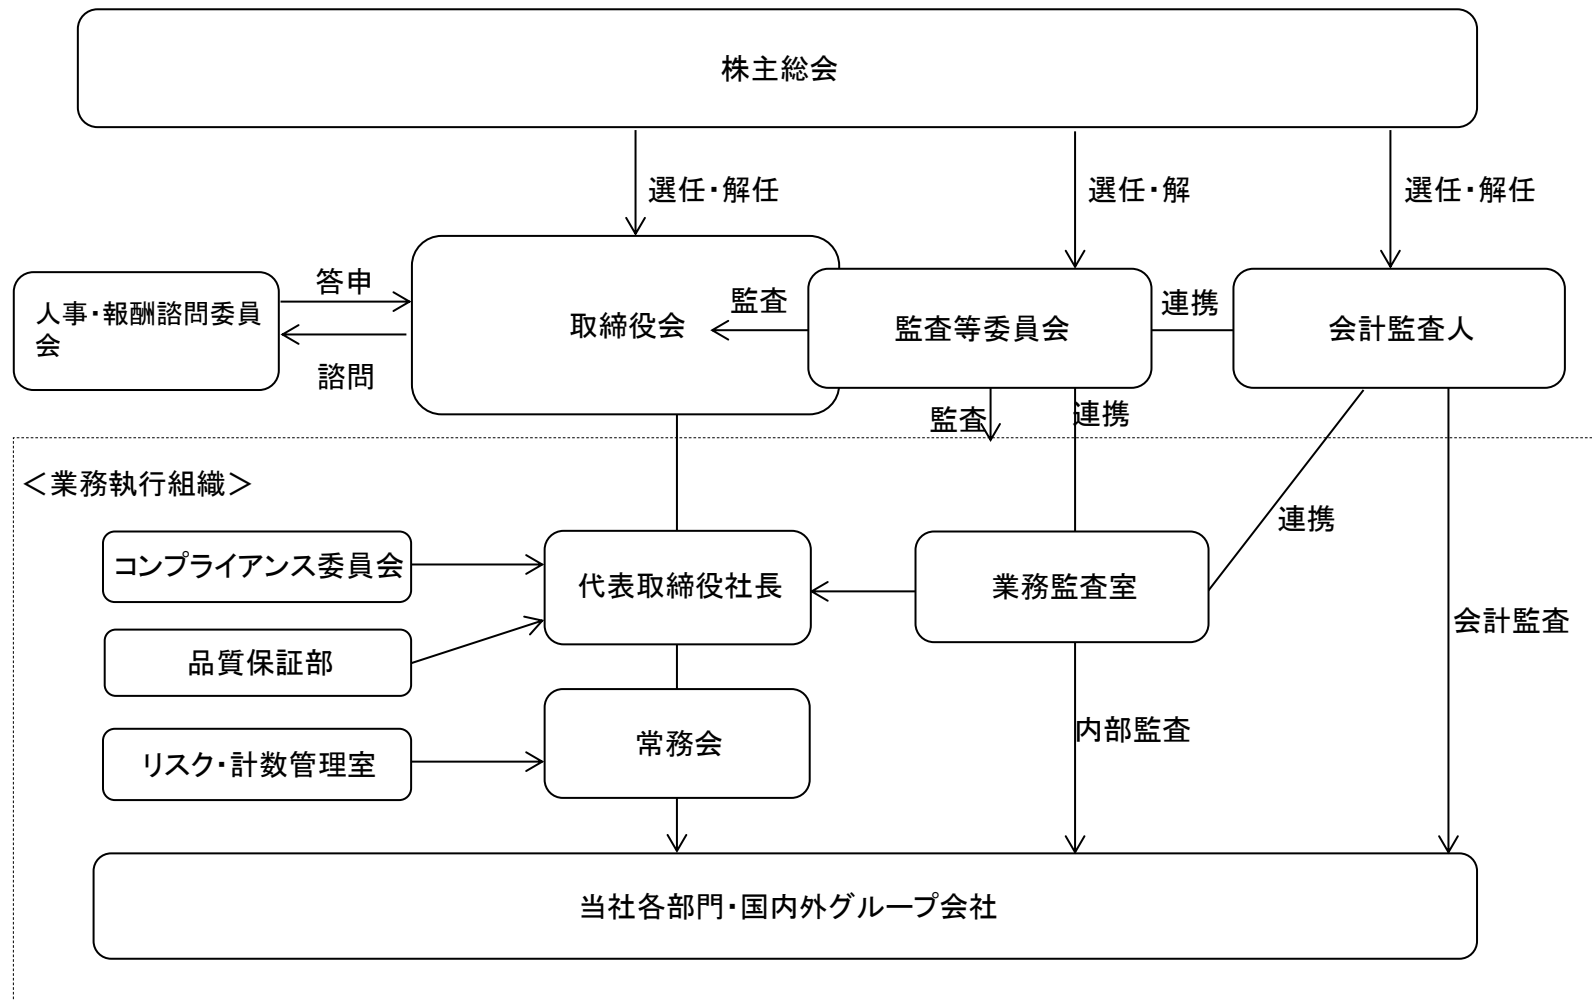 株主総会
選任・解任
選任・解
選任・解任
人事・報酬諮問委員
会
答申
諮問
取締役会
監査
監査等委員会
連携
会計監査人
監査
連携
＜業務執行組織＞
連携
コンプライアンス委員会
代表取締役社長
業務監査室
会計監査
品質保証部
リスク・計数管理室
常務会
内部監査
当社各部門・国内外グループ会社